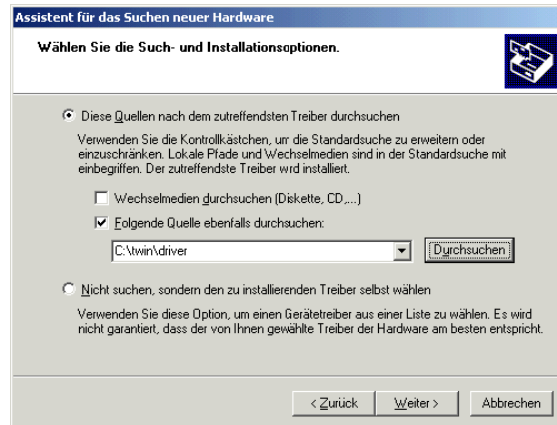 Assistent für das Suchen neuer Hardware
Wählen Sie die Such- und Installationsoptionen.
Diese Quellen nach dem zutreffendsten Treiber durchsuchen
Verwenden Sie die Kontrollkästchen, um die Standardsuche zu erweitern oder
einzuschränken. Lokale Pfade und Wechselmedien sind in der Standardsuche mit
einbegriffen. Der zutreffendste Treiber wird installiert.
Wechselmedien durchsuchen (Diskette, CD,...)
Folgende Quelle ebenfalls durchsuchen:
C:\twin\driver
Durchsuchen
Nicht suchen, sondern den zu installierenden Treiber selbst wählen
Verwenden Sie diese Option, um einen Gerätetreiber aus einer Liste zu wählen. Es wird
nicht garantiert, dass der von Ihnen gewählte Treiber der Hardware am besten entspricht.
< Zurück
Weiter >
Abbrechen